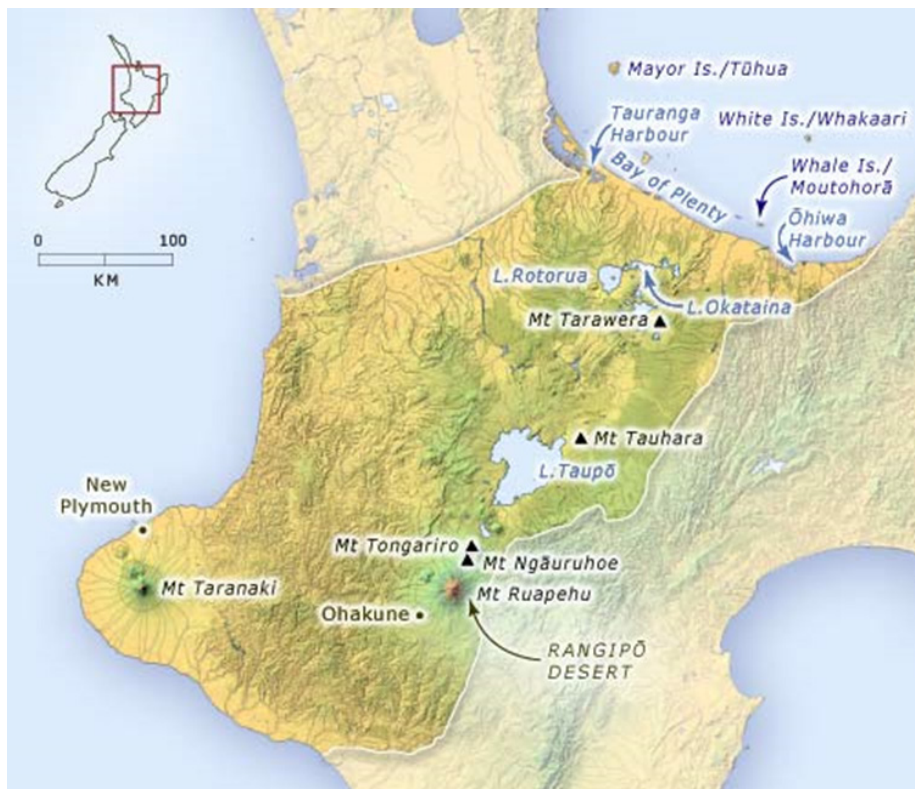 Mayor Is./Tūhua
Tauranga
Harbour
White Is./Whakaari
Bay of Plenty
Whale Is./
Moutohorā
Ōhiwa
Harbour
0 100
KM
L.Rotorua
L.Okataina
Mt Tarawera
Mt Tauhara
L.Taupō
New
Plymouth
Mt Tongariro
Mt Ngāuruhoe
Mt Taranaki
Mt Ruapehu
Ohakune
RANGIPŌ
DESERT